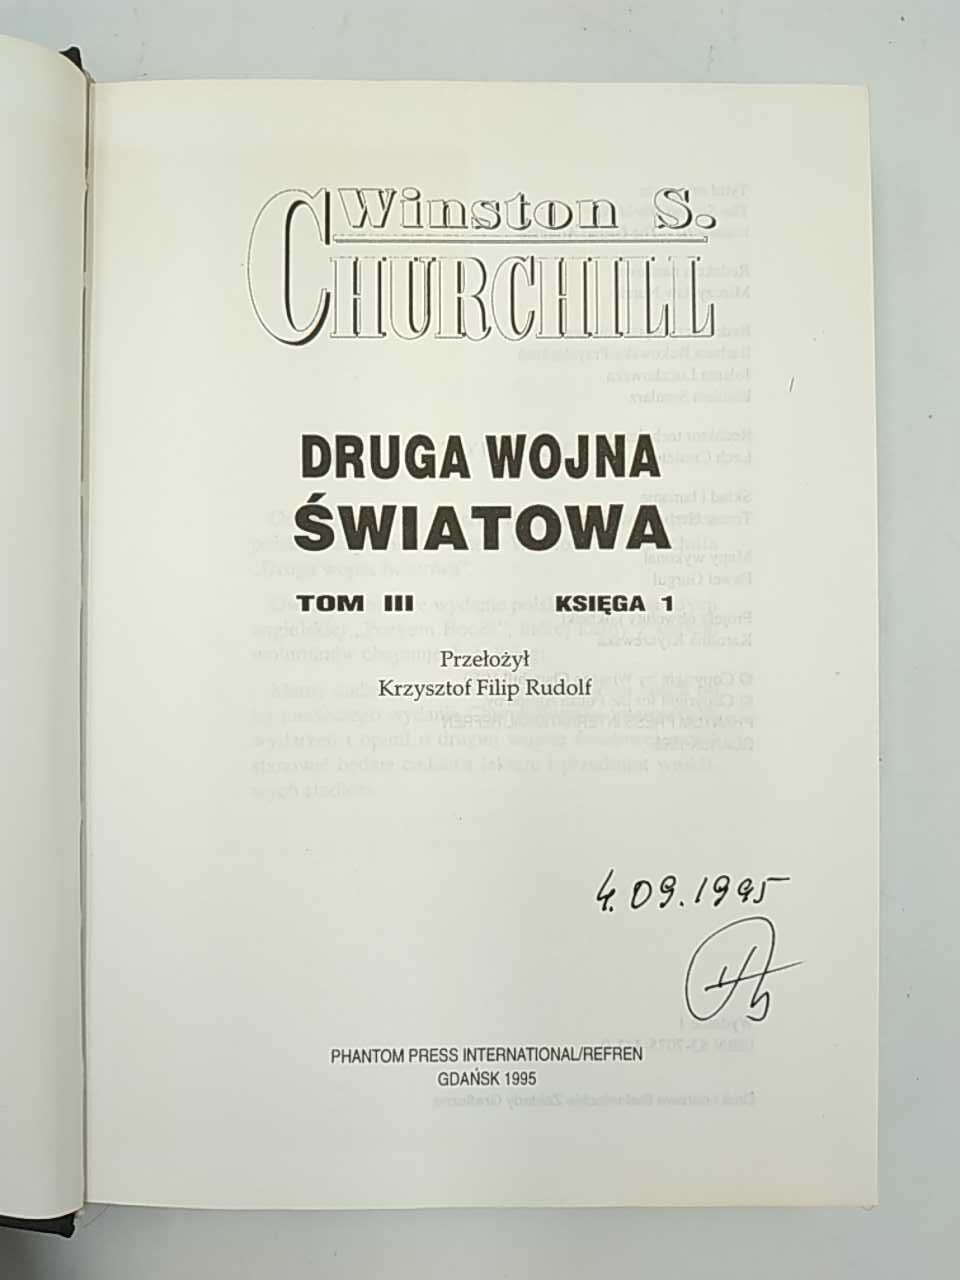 Winston S.
CHURCHILL
DRUGA WOJNA
ŚWIATOWA
TOM III KSIĘGA 1
Przełożył
Krzysztof Filip Rudolf
4.09.1995
PHANTOM PRESS INTERNATIONAL/REFREN
GDAŃSK 1995